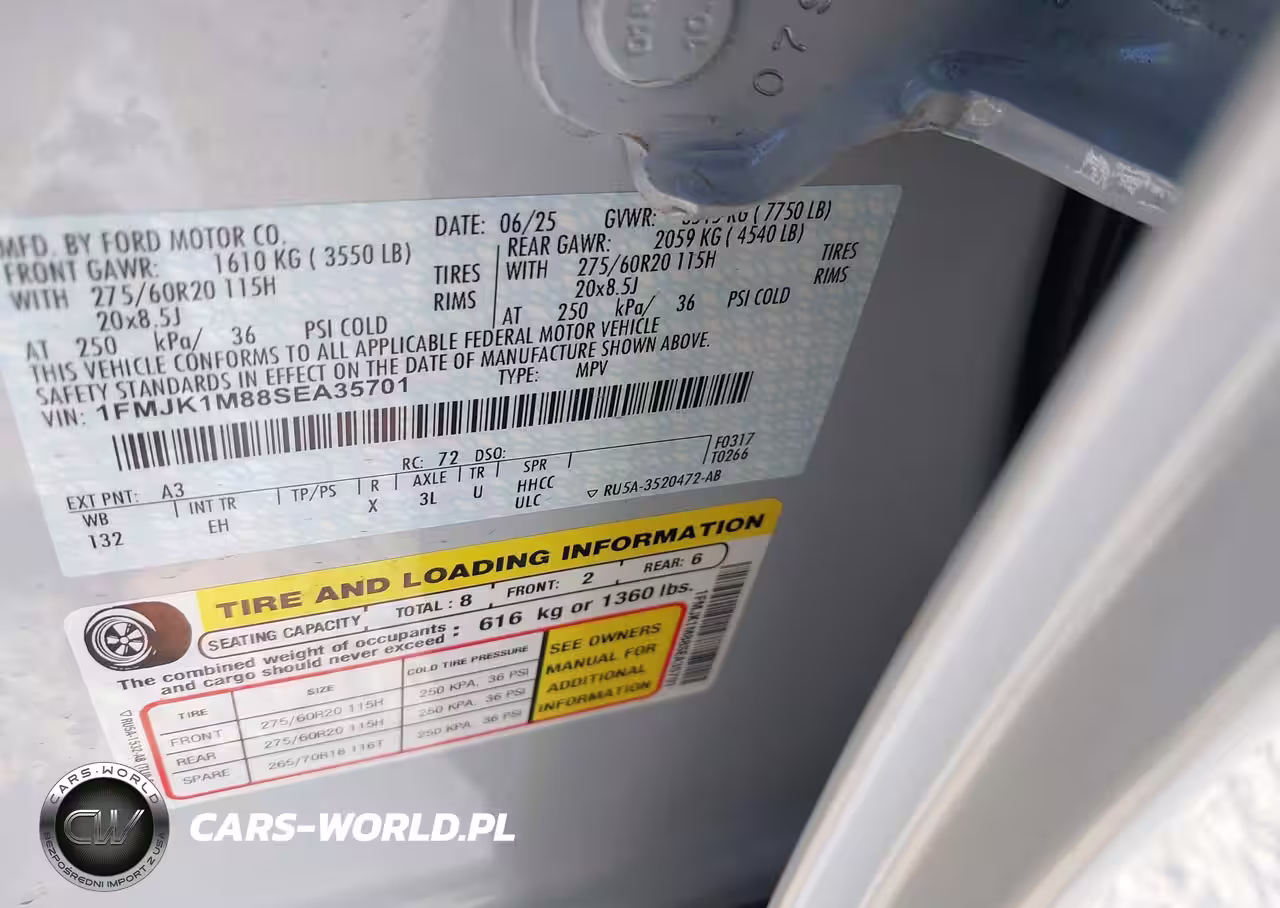 073
MFD. BY FORD MOTOR CO.
DATE: 06/25 GVWR: KG ( 7750 LB)
FRONT GAWR: 1610 KG ( 3550 LB)
REAR GAWR: 2059 KG ( 4540 LB)
WITH 275/60R20 115H TIRES
WITH 275/60R20 115H TIRES
20x8.5J RIMS
20x8.5J RIMS
AT 250 kPa/ 36 PSI COLD
AT 250 kPa/ 36 PSI COLD
THIS VEHICLE CONFORMS TO ALL APPLICABLE FEDERAL MOTOR VEHICLE
SAFETY STANDARDS IN EFFECT ON THE DATE OF MANUFACTURE SHOWN ABOVE.
VIN: 1FMJK1M88SEA35701 TYPE: MPV
EXT PNT: A3 RC: 72 DSO: F0317
T0266
WB INT TR TP/PS R AXLE TR SPR
132 EH X 3L U HHCC
ULC ▽ RU5A-3520472-AB
TIRE AND LOADING INFORMATION
SEATING CAPACITY TOTAL : 8 FRONT: 2 REAR: 6
The combined weight of occupants
and cargo should never exceed : 616 kg or 1360 lbs.
TIRE SIZE COLD TIRE PRESSURE
FRONT 275/60R20 115H 250 KPA, 36 PSI
REAR 275/60R20 115H 250 KPA, 36 PSI
SPARE 265/70R18 116T 250 KPA, 36 PSI
SEE OWNERS
MANUAL FOR
ADDITIONAL
INFORMATION
1FMJK1M88SEA35701
CARS-WORLD
CW
BEZPOŚREDNI IMPORT Z USA
CARS-WORLD.PL